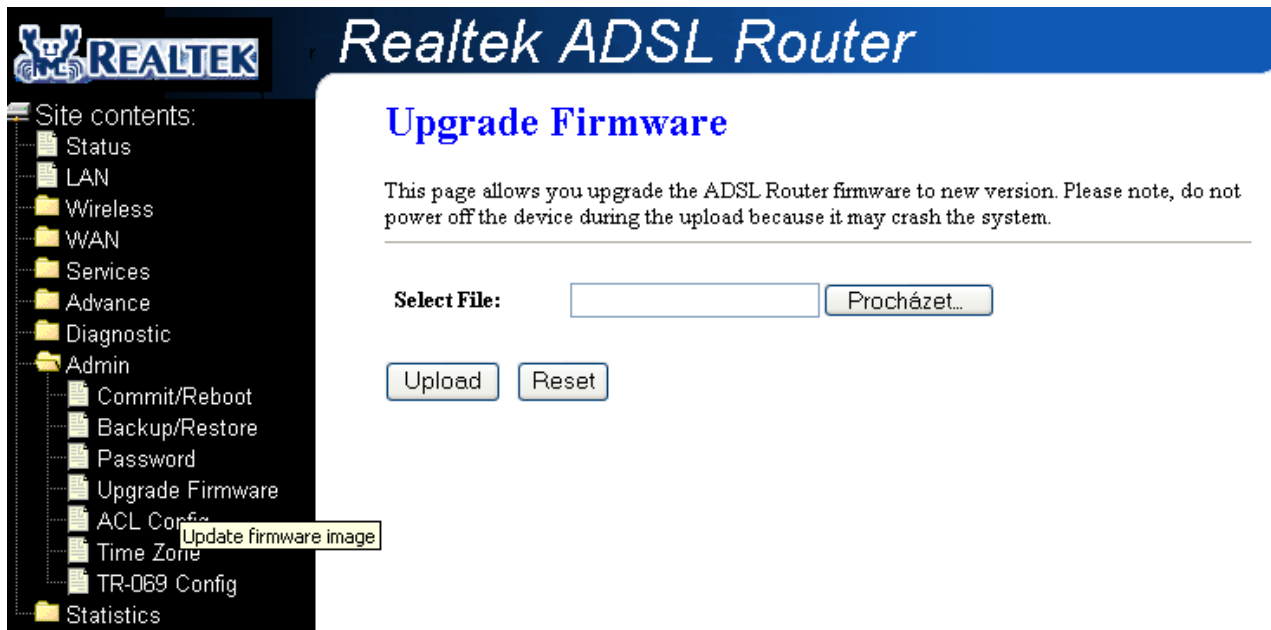 REALTEK
Realtek ADSL Router
Site contents:
Status
LAN
Wireless
WAN
Services
Advance
Diagnostic
Admin
Commit/Reboot
Backup/Restore
Password
Upgrade Firmware
ACL Config
Update firmware image
Time Zone
TR-069 Config
Statistics
Upgrade Firmware
This page allows you upgrade the ADSL Router firmware to new version. Please note, do not
power off the device during the upload because it may crash the system.
Select File:
Procházet...
Upload
Reset